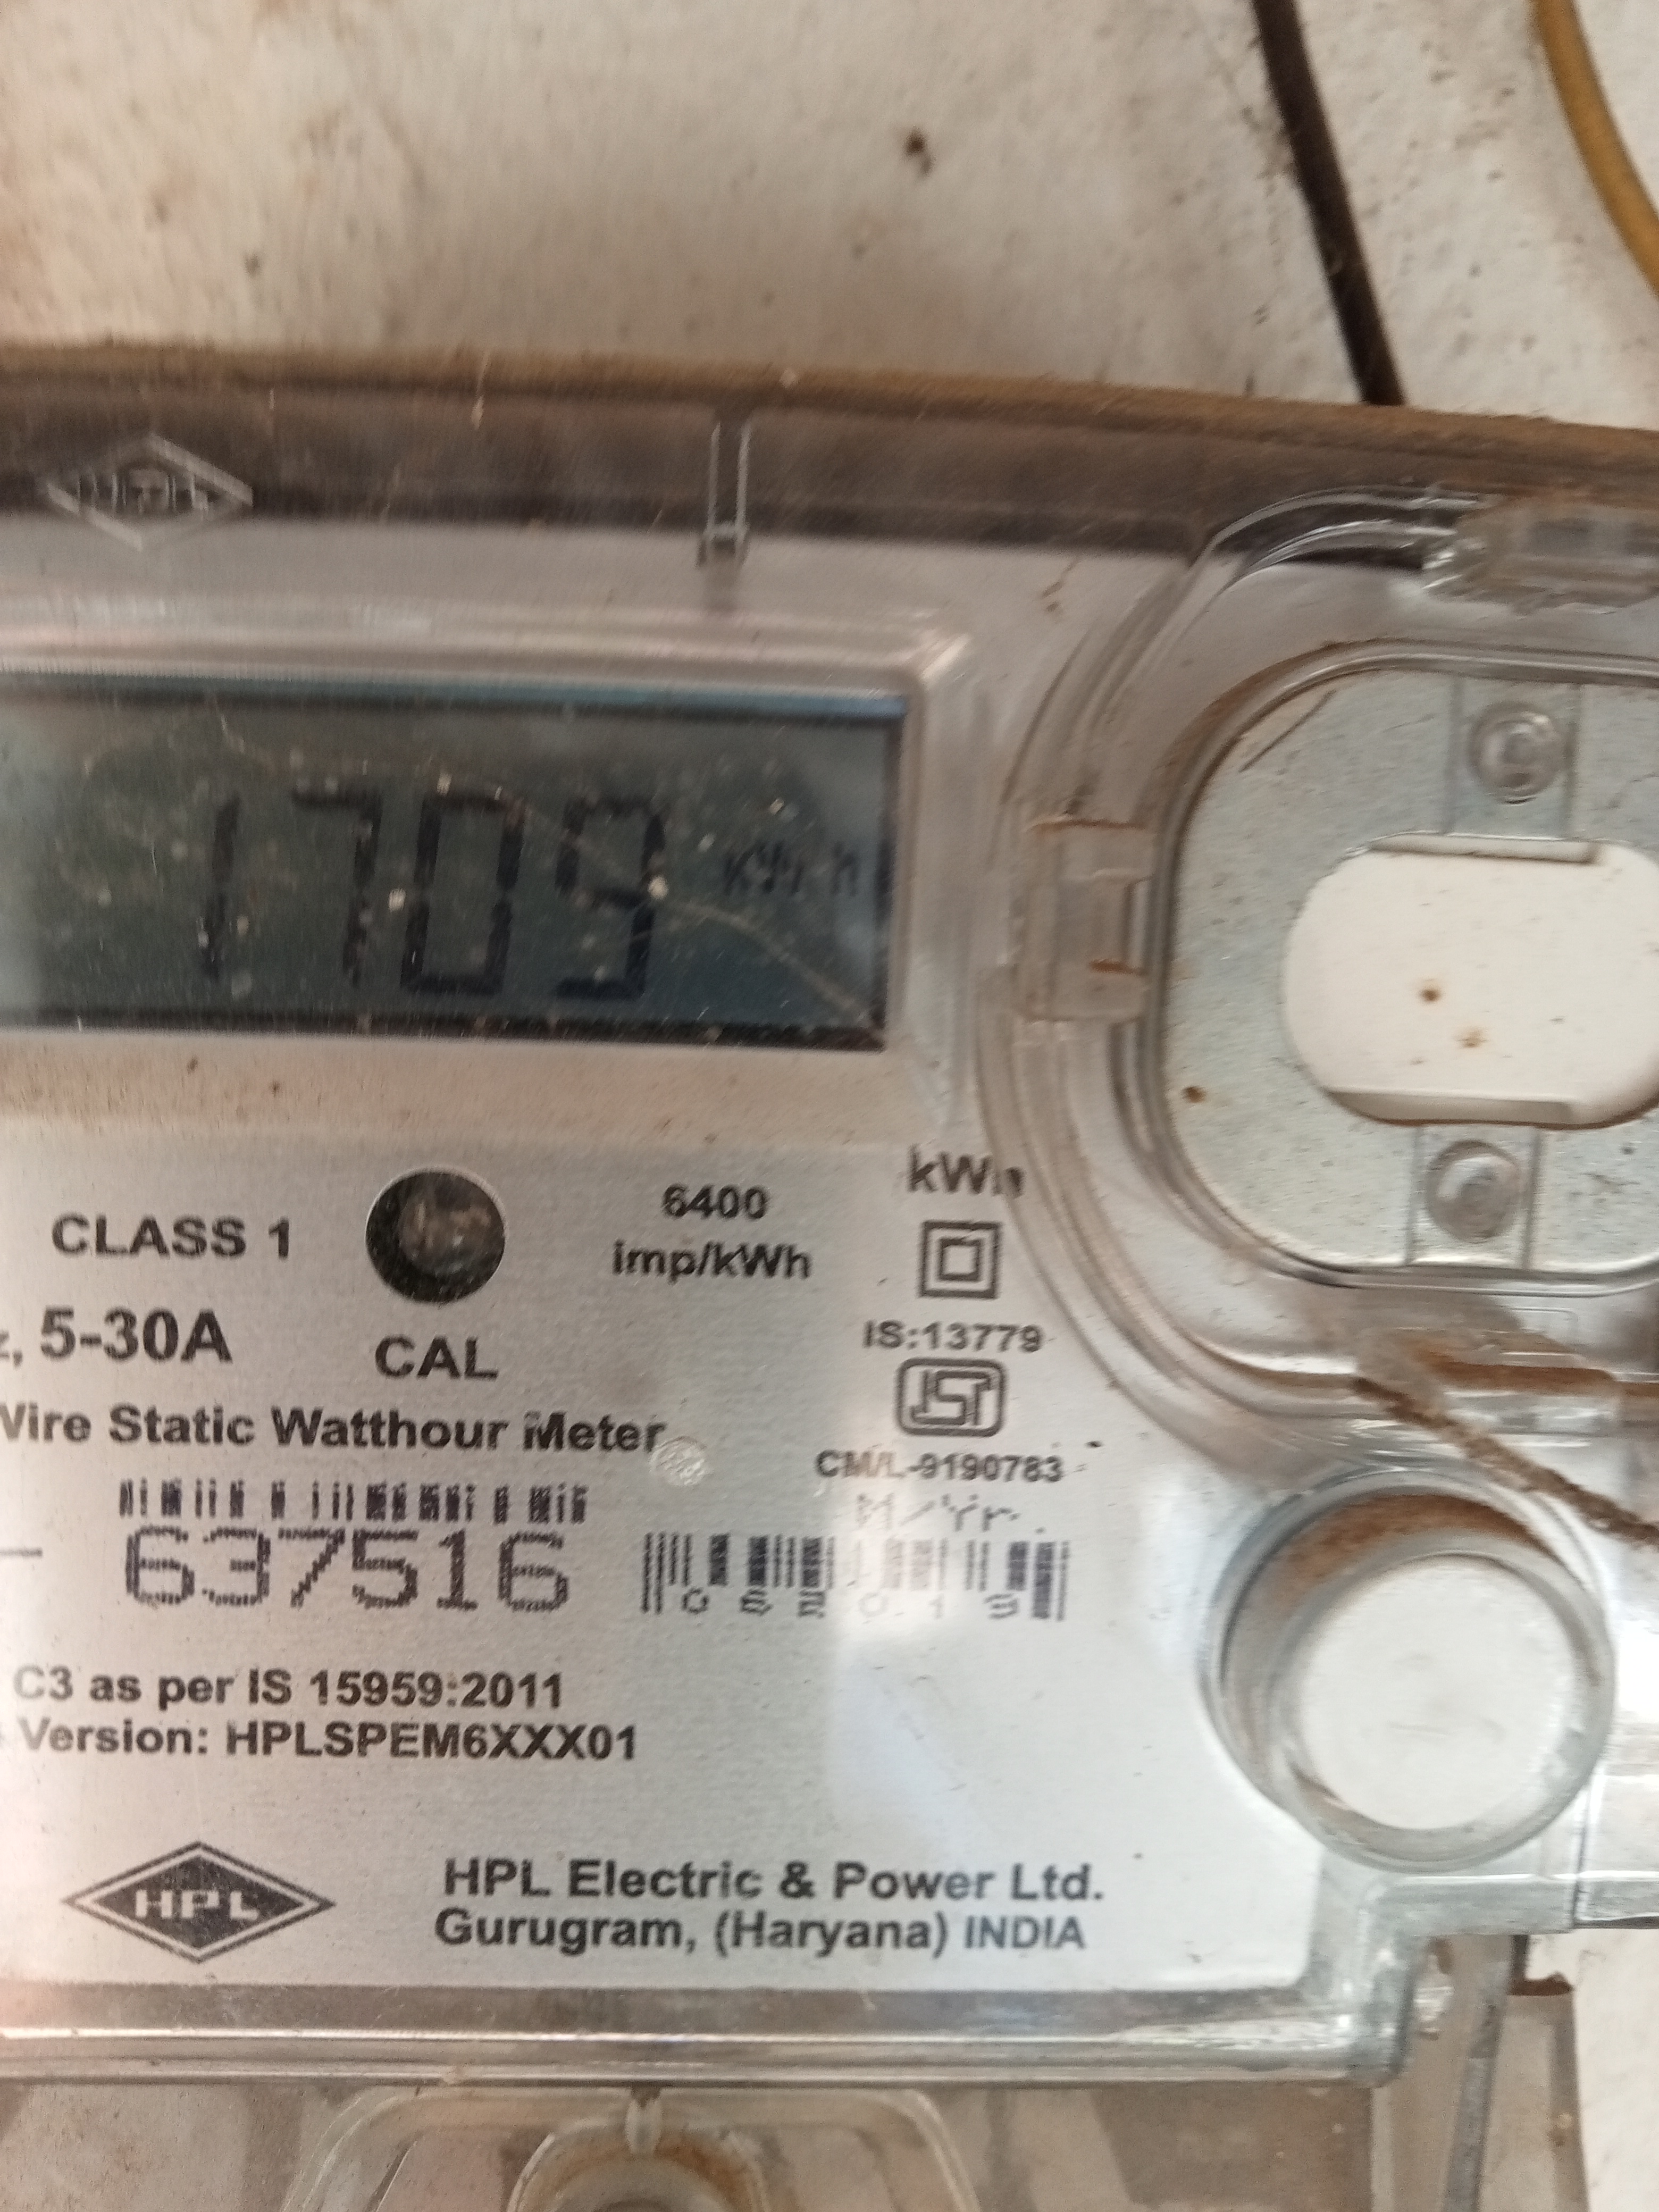 1709 kWh
6400
imp/kWh
kWh
CLASS 1
5-30A
CAL
IS:13779
Wire Static Watthour Meter
CM/L-9190783
637516
C3 as per IS 15959:2011
Version: HPLSPEM6XXX01
HPL
HPL Electric & Power Ltd.
Gurugram, (Haryana) INDIA